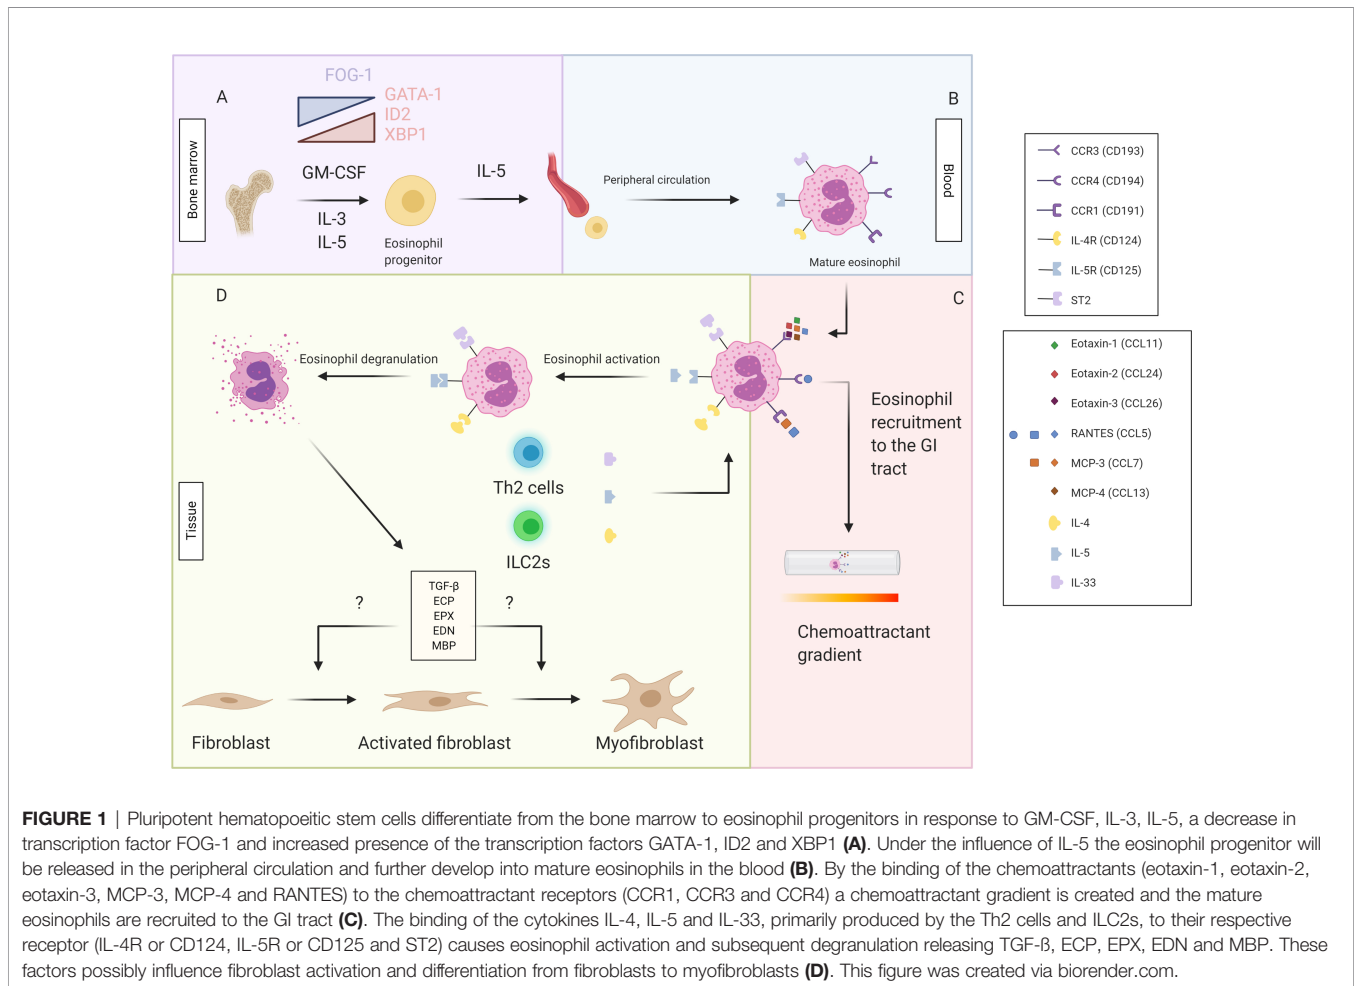 FOG-1
A
GATA-1
ID2
XBP1
Bone marrow
GM-CSF
IL-3
IL-5
Eosinophil
progenitor
IL-5
B
Blood
Peripheral circulation
Mature eosinophil
CCR3 (CD193)
CCR4 (CD194)
CCR1 (CD191)
IL-4R (CD124)
IL-5R (CD125)
ST2
D
C
Eosinophil degranulation
Eosinophil activation
Eosinophil
recruitment
to the GI
tract
Eotaxin-1 (CCL11)
Eotaxin-2 (CCL24)
Eotaxin-3 (CCL26)
RANTES (CCL5)
MCP-3 (CCL7)
MCP-4 (CCL13)
IL-4
IL-5
IL-33
Th2 cells
ILC2s
Tissue
?
TGF-β
ECP
EPX
EDN
MBP
?
Chemoattractant
gradient
Fibroblast
Activated fibroblast
Myofibroblast
FIGURE 1 | Pluripotent hematopoeitic stem cells differentiate from the bone marrow to eosinophil progenitors in response to GM-CSF, IL-3, IL-5, a decrease in
transcription factor FOG-1 and increased presence of the transcription factors GATA-1, ID2 and XBP1 (A). Under the influence of IL-5 the eosinophil progenitor will
be released in the peripheral circulation and further develop into mature eosinophils in the blood (B). By the binding of the chemoattractants (eotaxin-1, eotaxin-2,
eotaxin-3, MCP-3, MCP-4 and RANTES) to the chemoattractant receptors (CCR1, CCR3 and CCR4) a chemoattractant gradient is created and the mature
eosinophils are recruited to the GI tract (C). The binding of the cytokines IL-4, IL-5 and IL-33, primarily produced by the Th2 cells and ILC2s, to their respective
receptor (IL-4R or CD124, IL-5R or CD125 and ST2) causes eosinophil activation and subsequent degranulation releasing TGF-ß, ECP, EPX, EDN and MBP. These
factors possibly influence fibroblast activation and differentiation from fibroblasts to myofibroblasts (D). This figure was created via biorender.com.